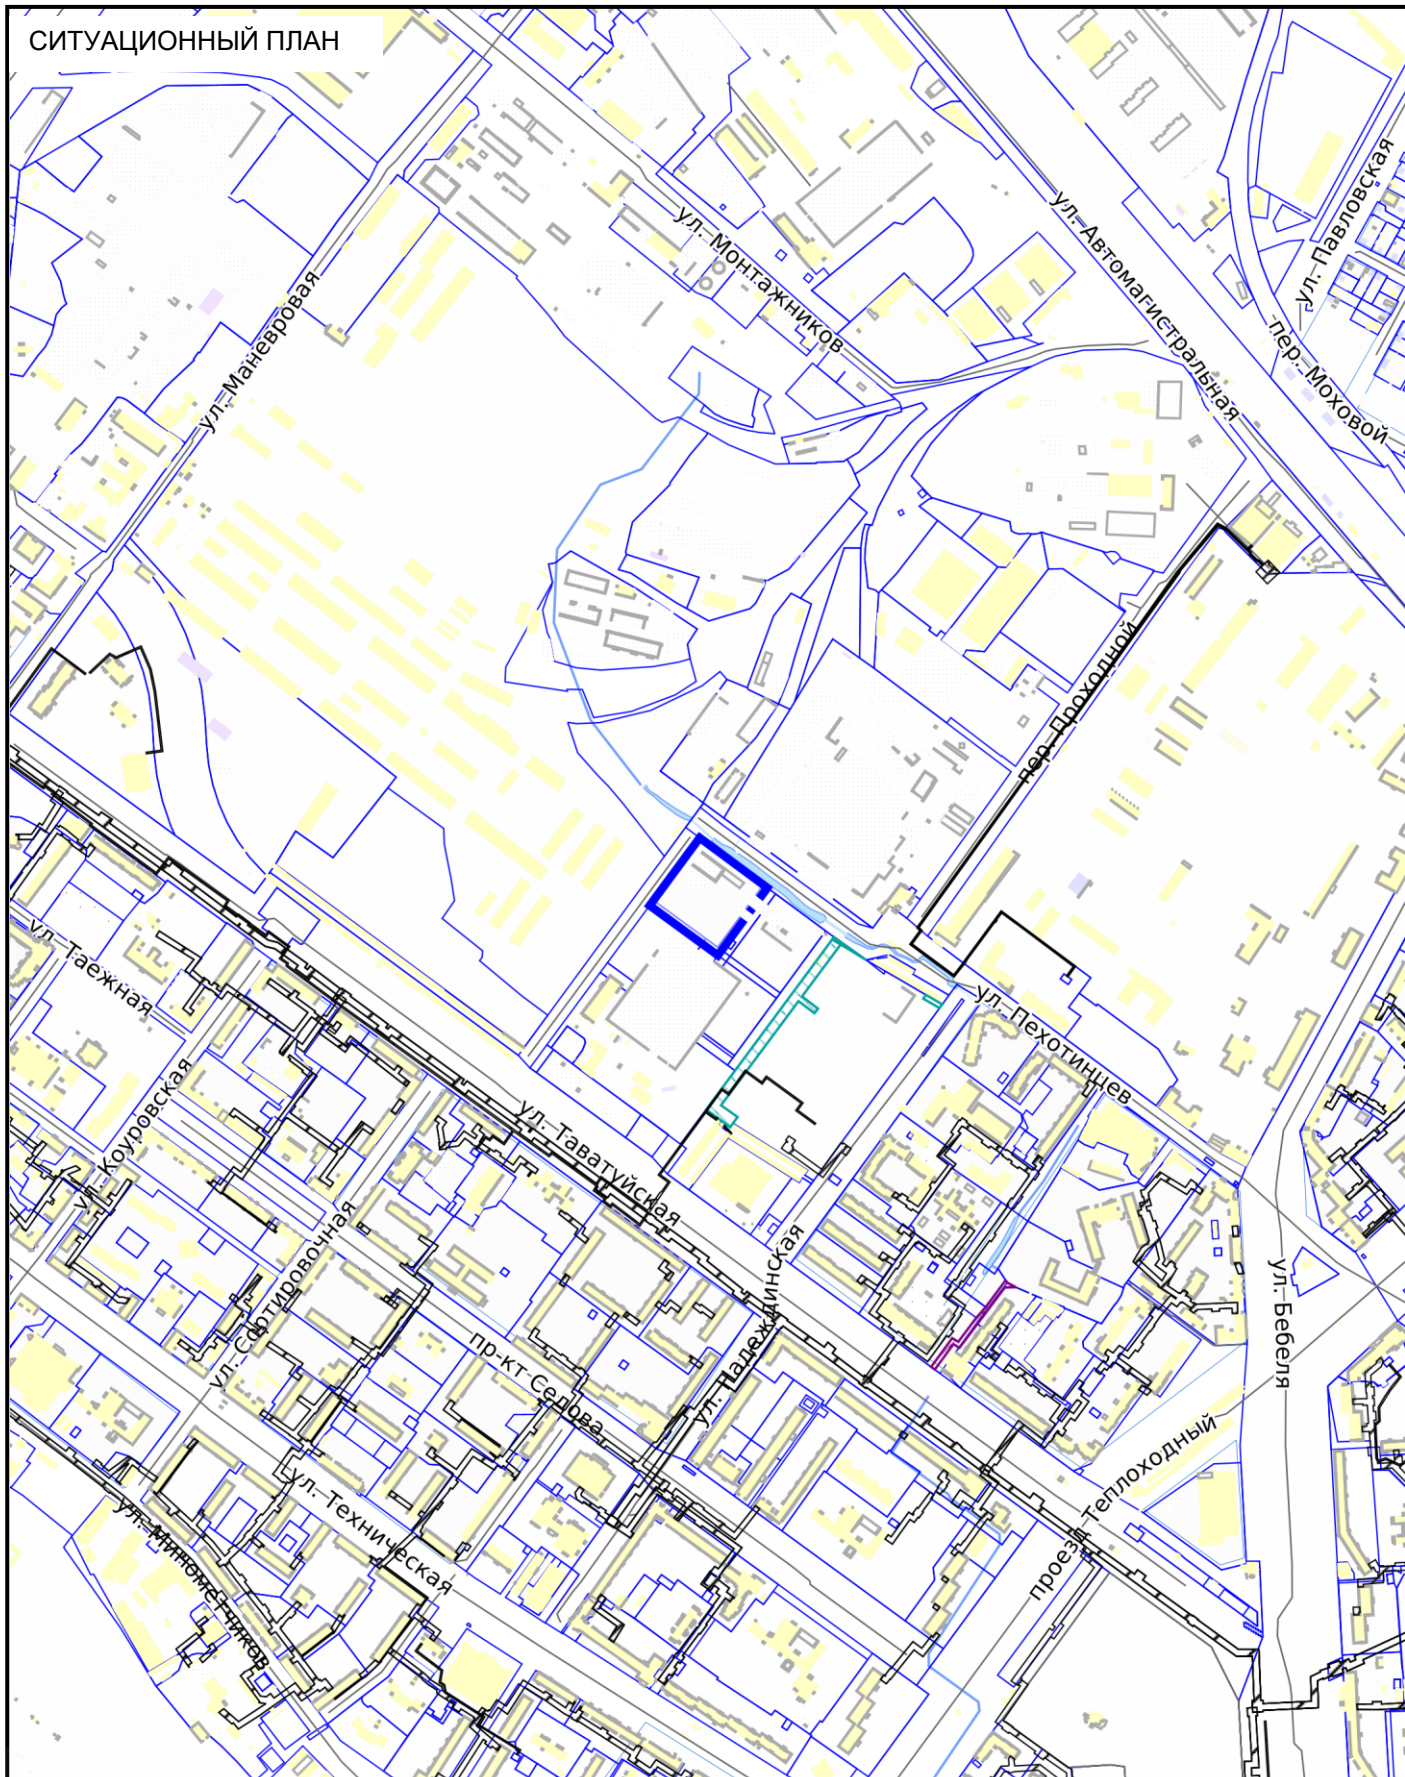 СИТУАЦИОННЫЙ ПЛАН
ул. Павловская
ул. Монтажников
ул. Автомагистральная
ул. Маневровая
пер. Моховой
пер. Проходной
ул. Таежная
ул. Пехотинцев
ул. Коуровская
ул. Таватуйская
ул. Сортировочная
ул. Надеждинская
ул. Бебеля
пр-кт Седова
проезд Теплоходный
ул. Техническая
ул. Минометчиков